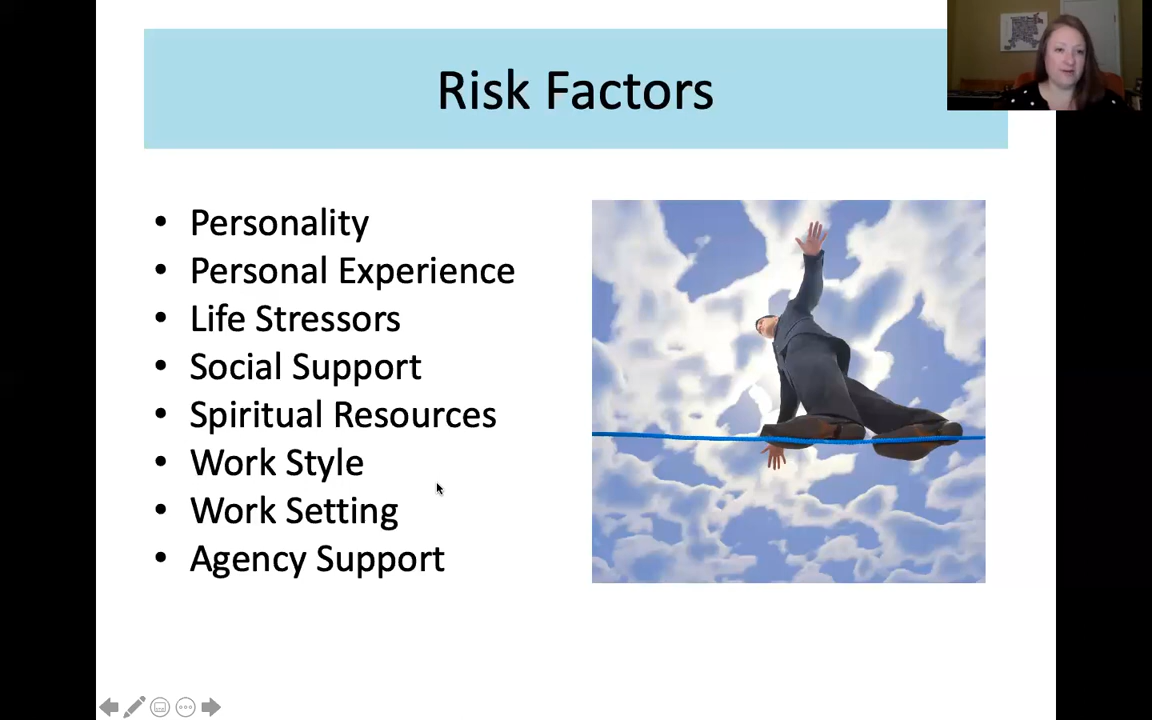 Risk Factors
• Personality
• Personal Experience
• Life Stressors
• Social Support
• Spiritual Resources
• Work Style
• Work Setting
• Agency Support